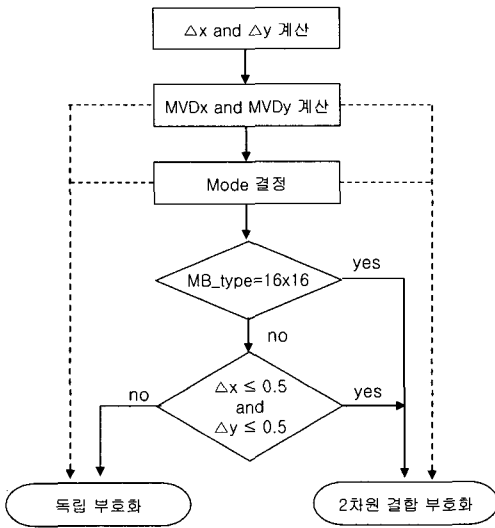 △x and △y 계산
MVDx and MVDy 계산
Mode 결정
MB_type=16x16
yes
no
△x ≤ 0.5
and
△y ≤ 0.5
no
yes
독립 부호화
2차원 결합 부호화